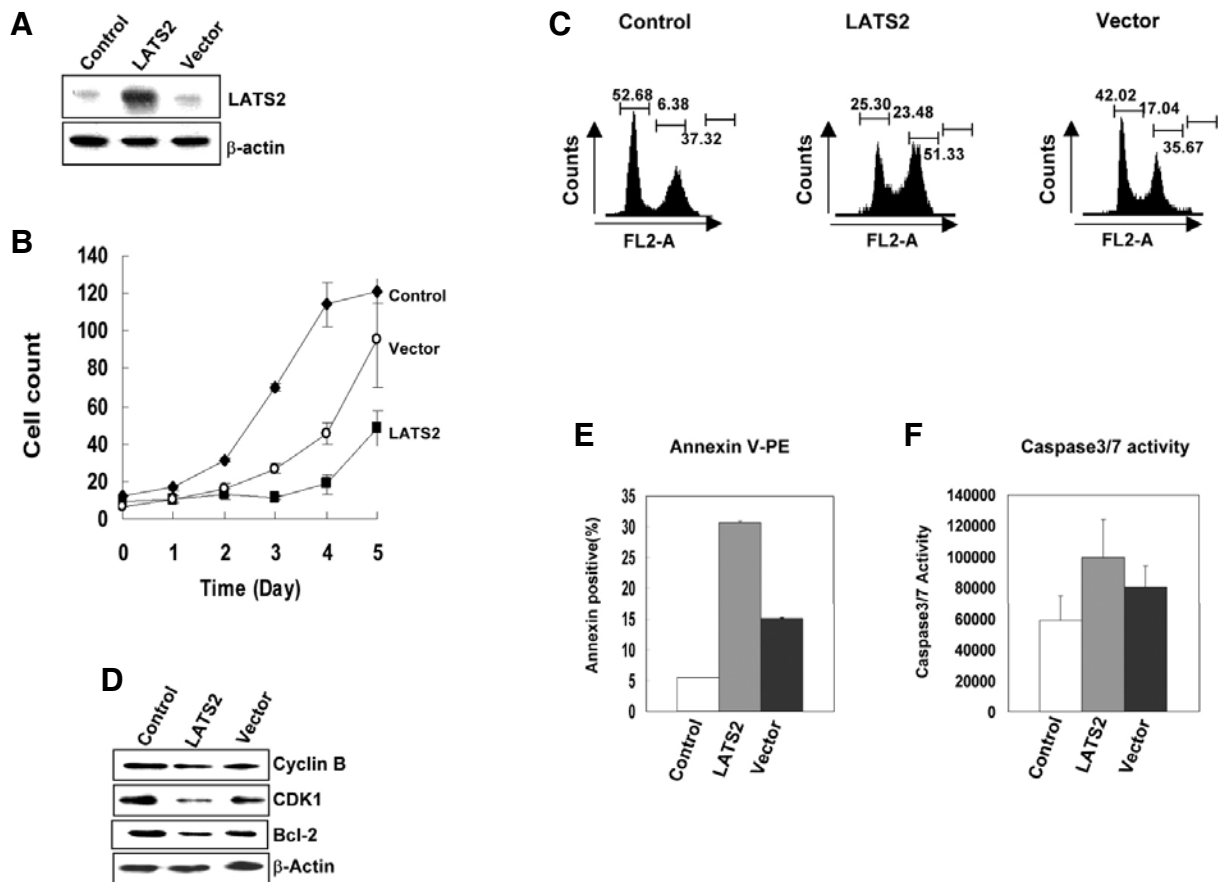 A
Control
LATS2
Vector
LATS2
β-actin
B
140
120
100
80
60
40
20
0
Cell count
0 1 2 3 4 5
Time (Day)
Control
Vector
LATS2
C
Control LATS2 Vector
52.68
6.38
37.32
Counts
FL2-A
25.30 23.48
51.33
Counts
FL2-A
42.02
17.04
35.67
Counts
FL2-A
D
Control
LATS2
Vector
Cyclin B
CDK1
Bcl-2
β-Actin
E
Annexin V-PE
Annexin positive(%)
35
30
25
20
15
10
5
0
Control
LATS2
Vector
F
Caspase3/7 activity
Caspase3/7 Activity
140000
120000
100000
80000
60000
40000
20000
0
Control
LATS2
Vector